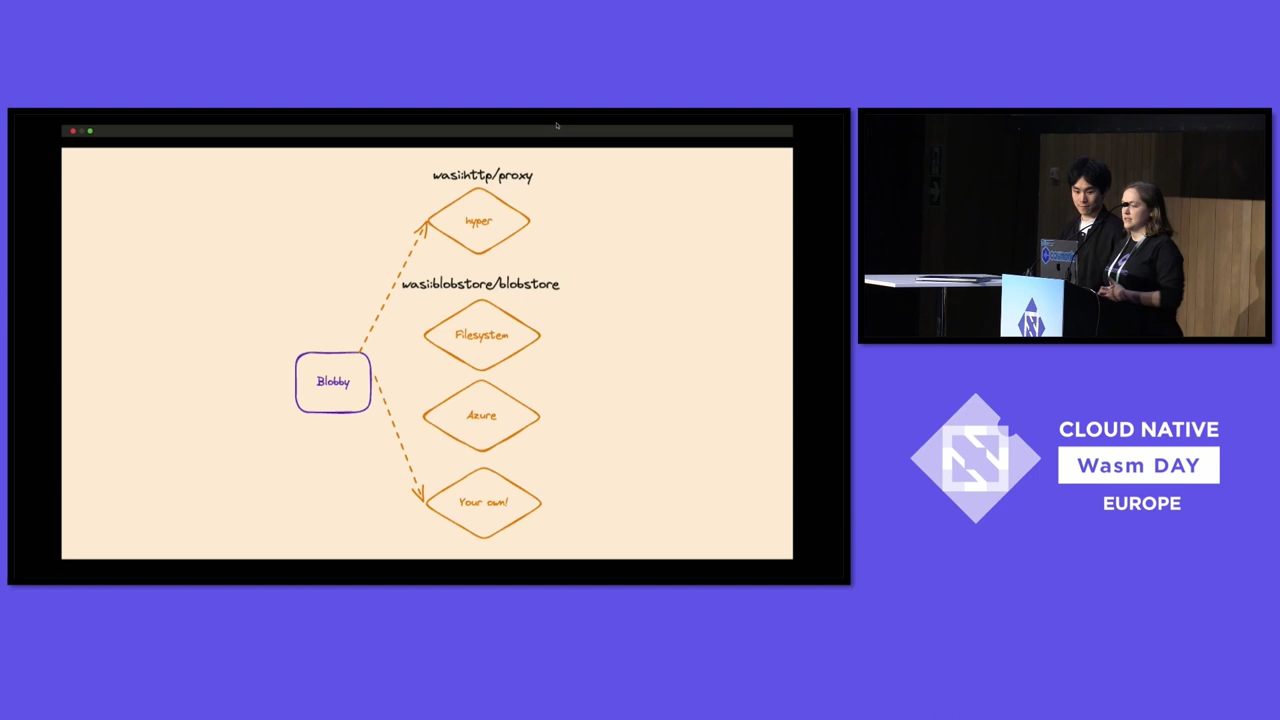 wasi:http/proxy
hyper
wasi:blobstore/blobstore
Filesystem
Blobby
Azure
Your own!
CLOUD NATIVE
Wasm DAY
EUROPE